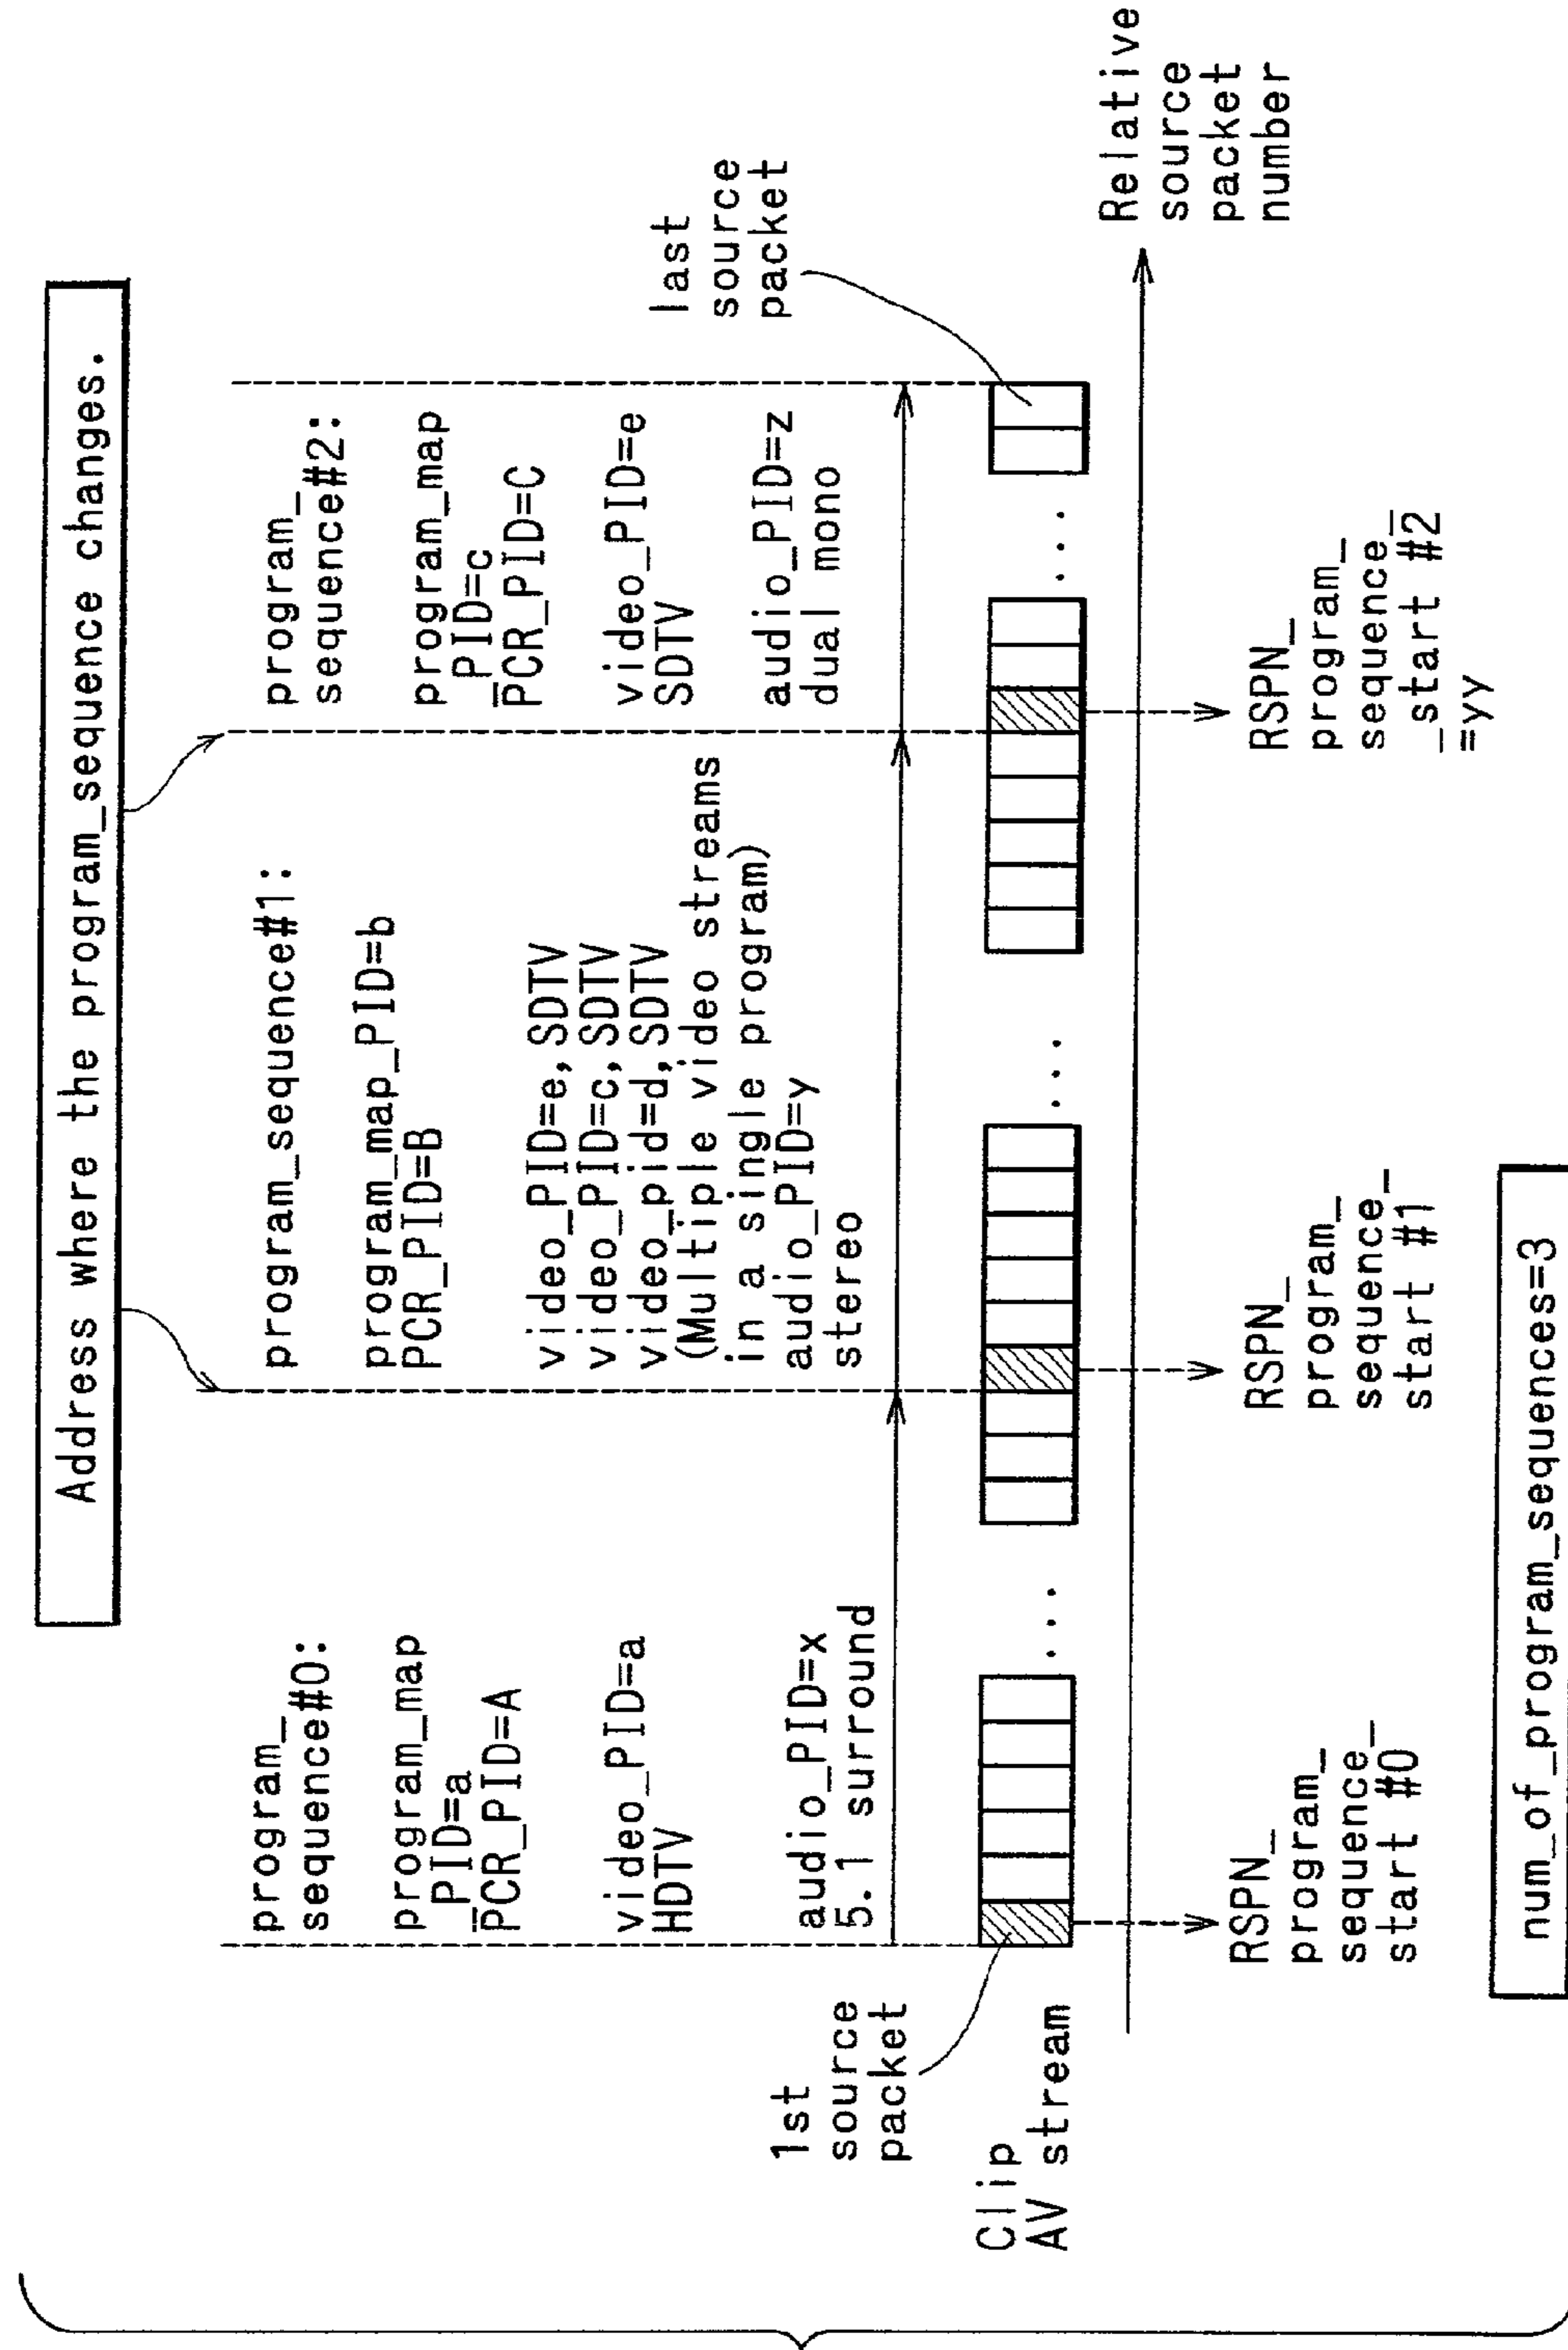 Address where the program_sequence changes.
program_
sequence#0:
program_map
_PID=a
PCR_PID=A
video_PID=a
HDTV
audio_PID=x
5.1 surround
program_sequence#1:
program_map_PID=b
PCR_PID=B
video_PID=e, SDTV
video_PID=c, SDTV
video_pid=d, SDTV
(Multiple video streams
in a single program)
audio_PID=y
stereo
program_
sequence#2:
program_map
_PID=c
PCR_PID=C
video_PID=e
SDTV
audio_PID=z
dual mono
1st
source
packet
last
source
packet
Clip
AV stream
...
...
...
Relative
source
packet
number
RSPN_
program_
sequence_
start #0
RSPN_
program_
sequence_
start #1
RSPN_
program_
sequence_
_start #2
=yy
num_of_program_sequences=3